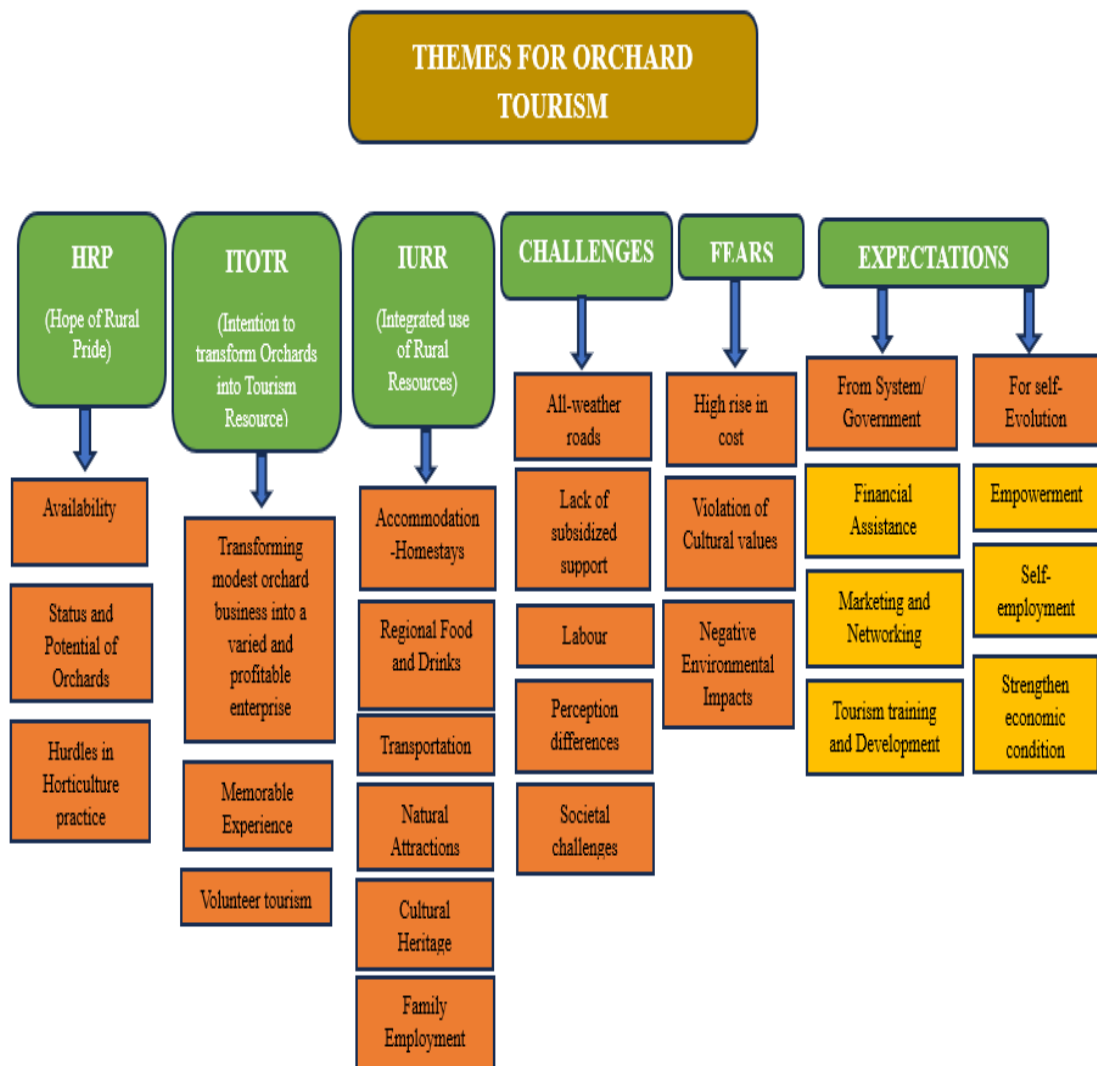 THEMES FOR ORCHARD
TOURISM
HRP
(Hope of Rural
Pride)
Availability
Status and
Potential of
Orchards
Hurdles in
Horticulture
practice
ITOTR
(Intention to
transform Orchards
into Tourism
Resource)
Transforming
modest orchard
business into a
varied and
profitable
enterprise
Memorable
Experience
Volunteer tourism
IURR
(Integrated use
of Rural
Resources)
Accommodation
-Homestays
Regional Food
and Drinks
Transportation
Natural
Attractions
Cultural
Heritage
Family
Employment
CHALLENGES
All-weather
roads
Lack of
subsidized
support
Labour
Perception
differences
Societal
challenges
FEARS
High rise in
cost
Violation of
Cultural values
Negative
Environmental
Impacts
EXPECTATIONS
From System/
Government
Financial
Assistance
Marketing and
Networking
Tourism training
and Development
For self-
Evolution
Empowerment
Self-
employment
Strengthen
economic
condition